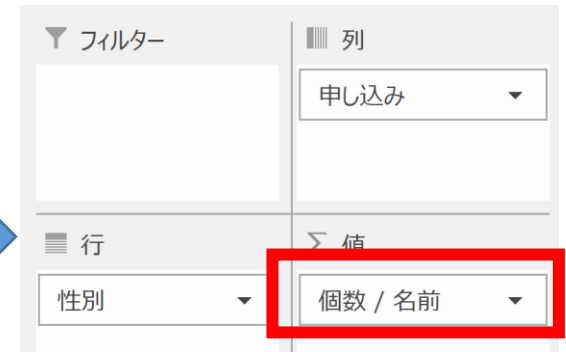 フィルター
列
申し込み
行
Σ 値
性別
個数 / 名前